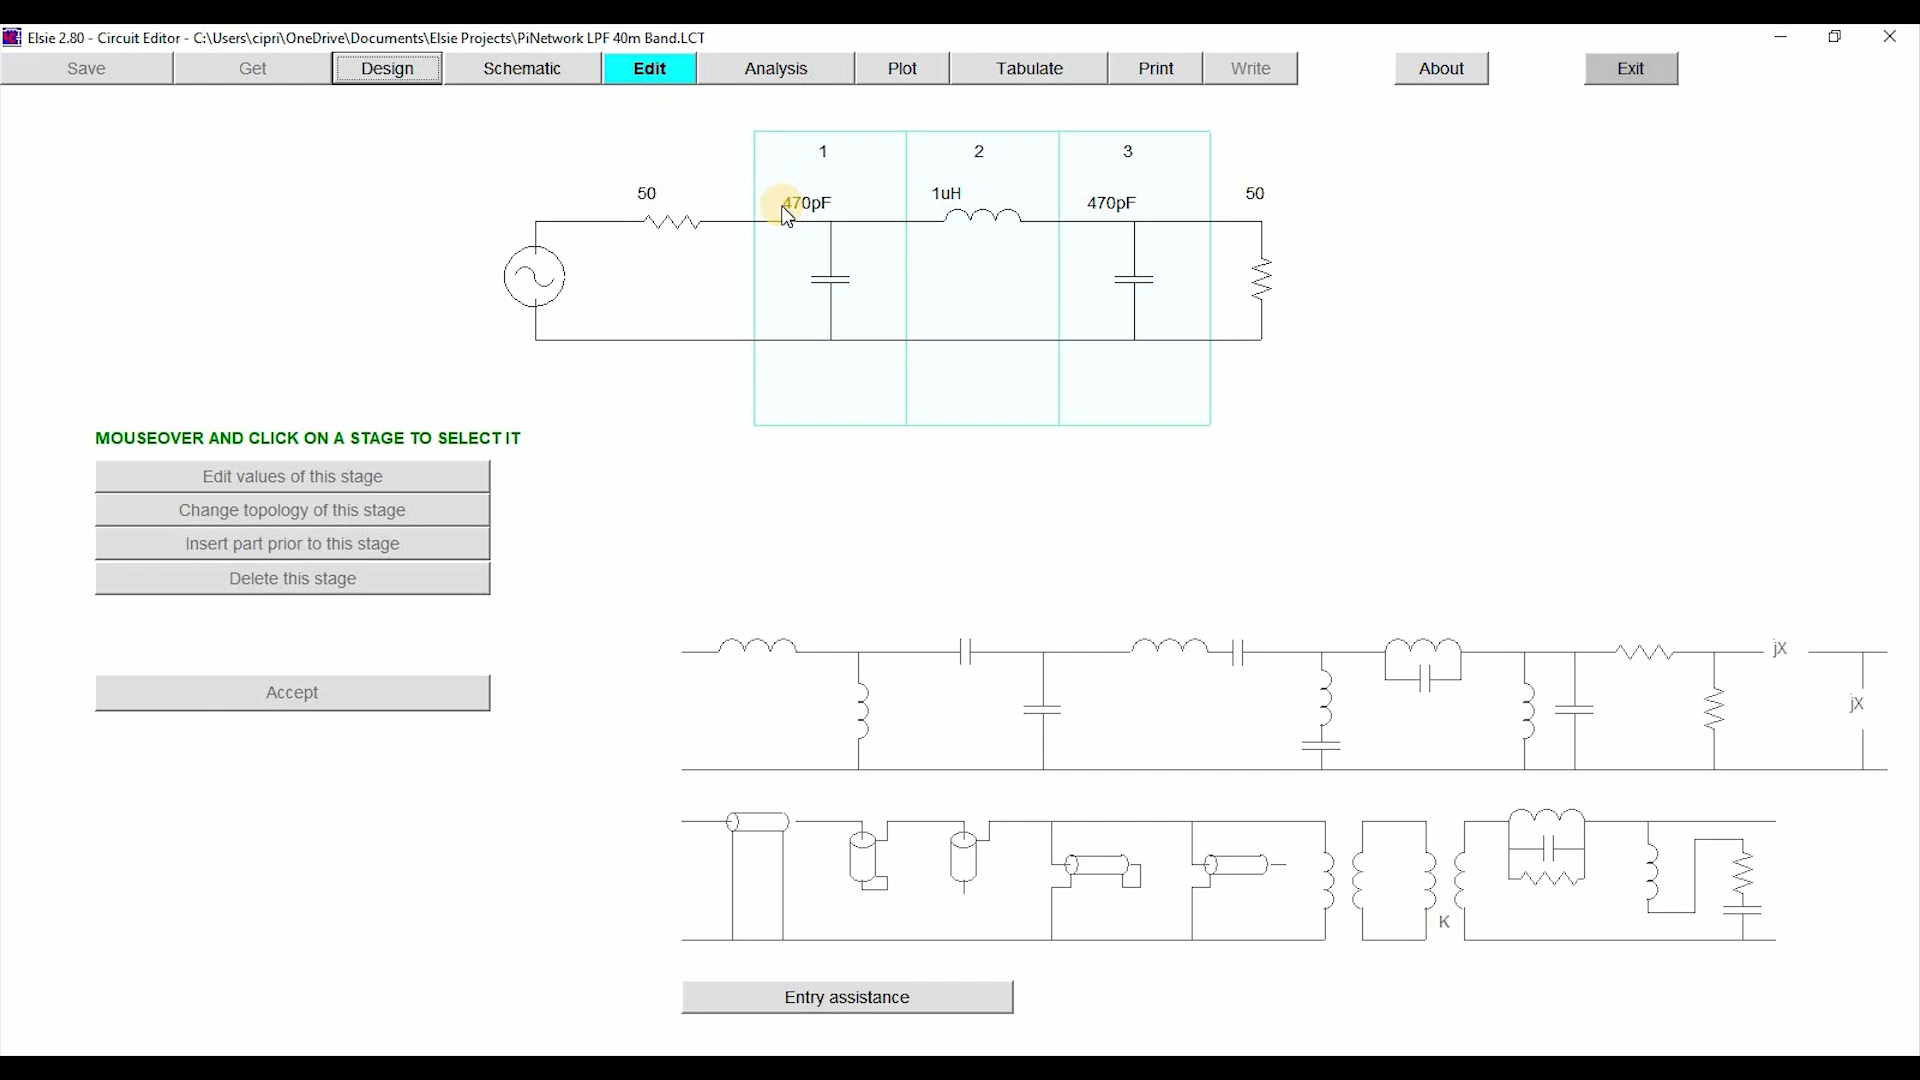 Elsie 2.80 - Circuit Editor - C:\Users\cipri\OneDrive\Documents\Elsie Projects\PiNetwork LPF 40m Band.LCT
Save Get Design Schematic Edit Analysis Plot Tabulate Print Write About Exit
1 2 3
50 470pF 1uH 470pF 50
MOUSEOVER AND CLICK ON A STAGE TO SELECT IT
Edit values of this stage
Change topology of this stage
Insert part prior to this stage
Delete this stage
Accept
jX
jX
K
Entry assistance